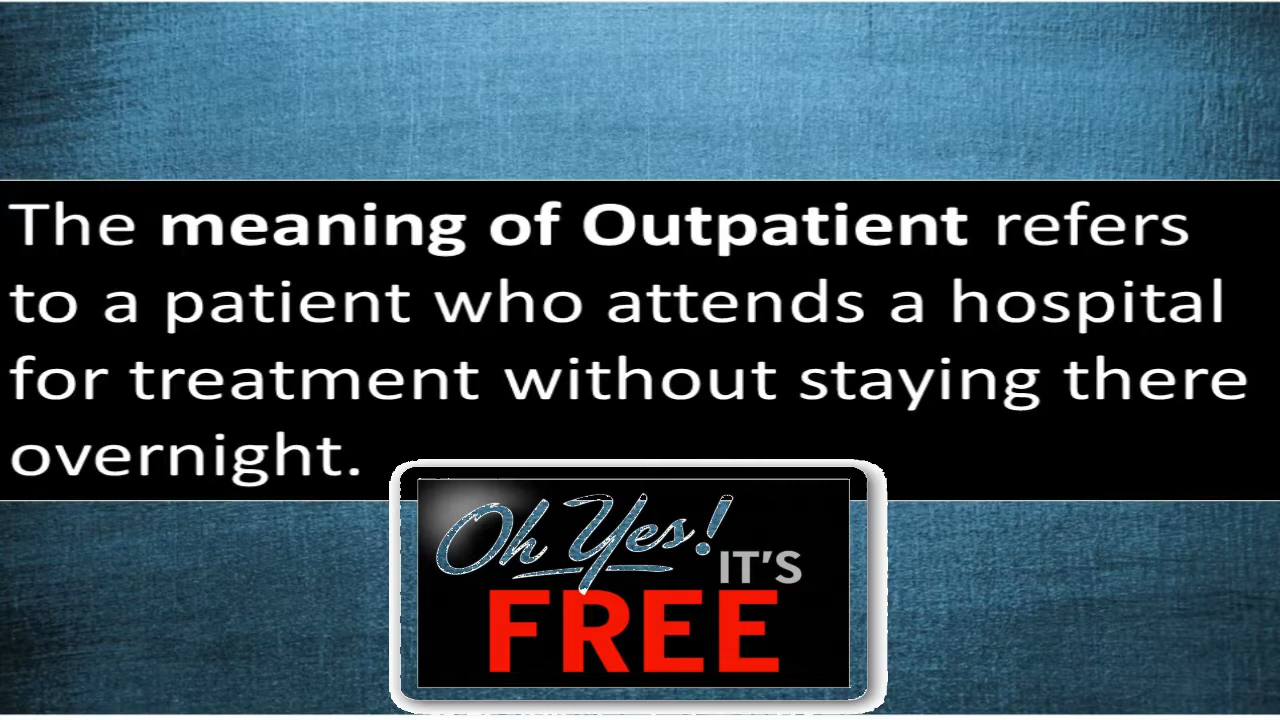 The meaning of Outpatient refers
to a patient who attends a hospital
for treatment without staying there
overnight.
Oh Yes!
IT'S
FREE